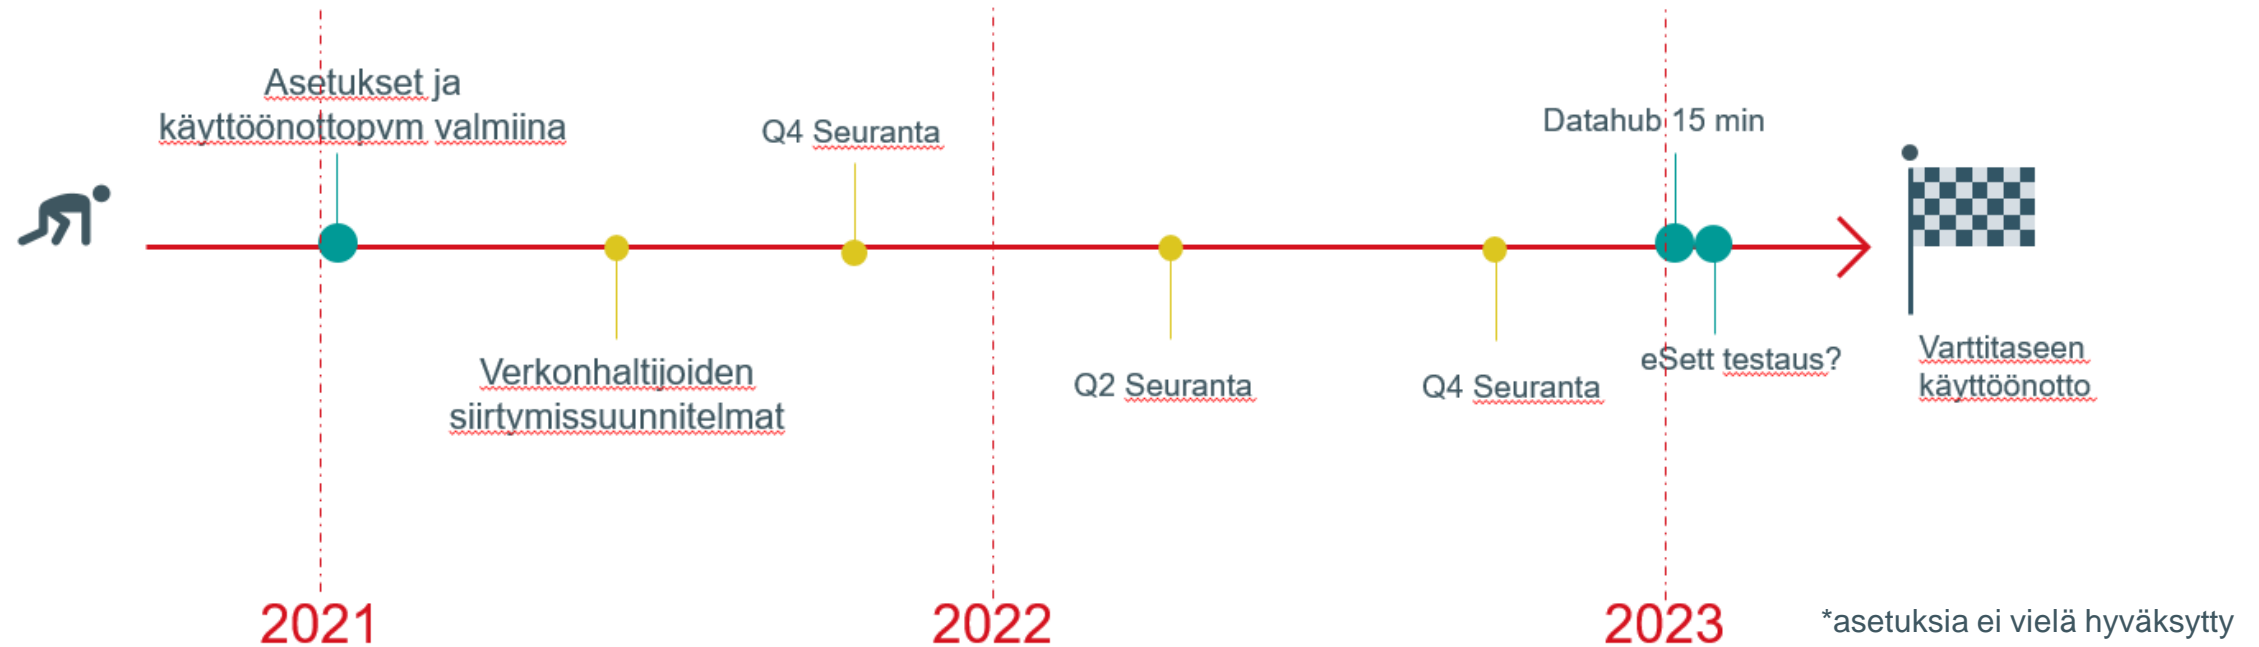 Asetukset ja
käyttöönottopvm valmiina
Q4 Seuranta
Datahub 15 min
Verkonhaltijoiden
siirtymissuunnitelmat
Q2 Seuranta
Q4 Seuranta
eSett testaus?
Varttitaseen
käyttöönotto
2021
2022
2023
*asetuksia ei vielä hyväksytty